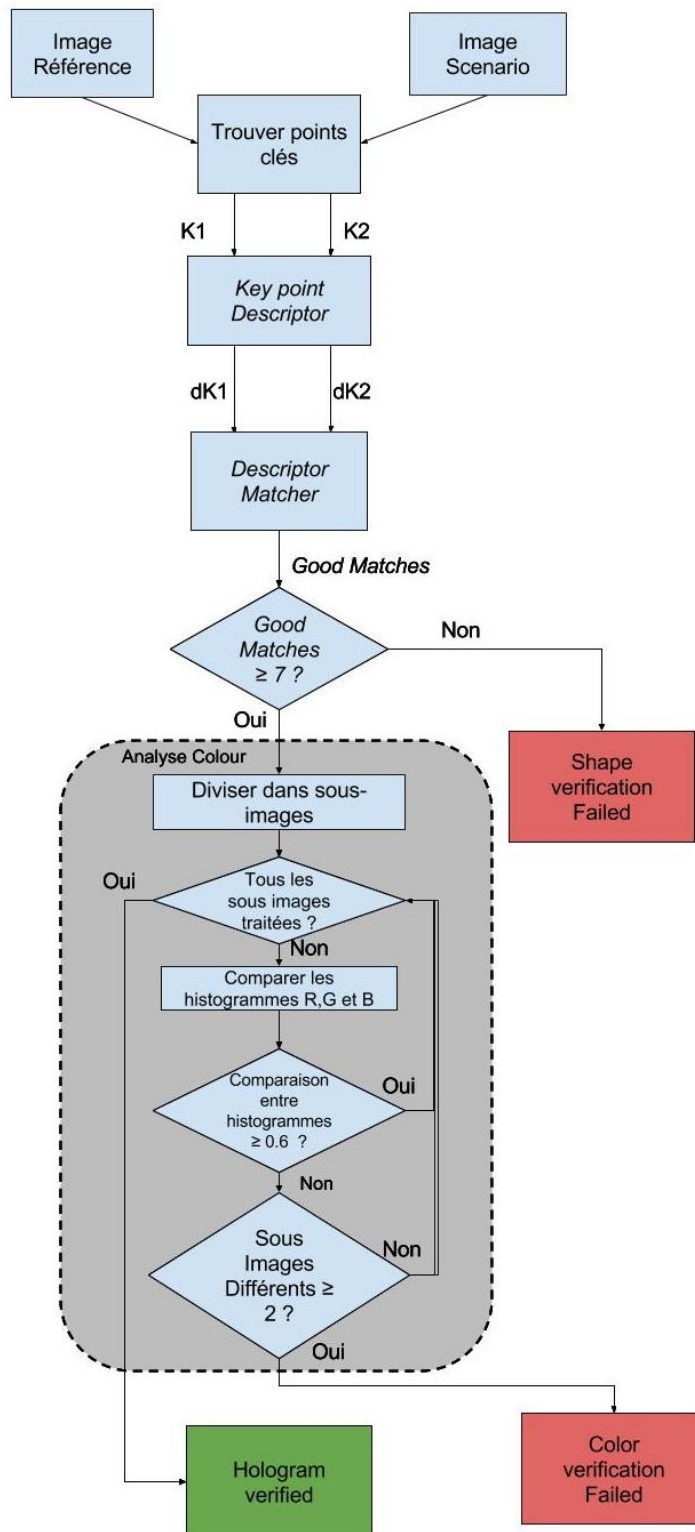 Image
Référence
Image
Scenario
Trouver points
clés
K1
K2
Key point
Descriptor
dK1
dK2
Descriptor
Matcher
Good Matches
Good
Matches
≥ 7 ?
Non
Oui
Shape
verification
Failed
Analyse Colour
Diviser dans sous-
images
Oui
Tous les
sous images
traitées ?
Non
Comparer les
histogrammes R,G et B
Comparaison
entre
histogrammes
≥ 0.6 ?
Oui
Non
Sous
Images
Différents ≥
2 ?
Non
Oui
Hologram
verified
Color
verification
Failed